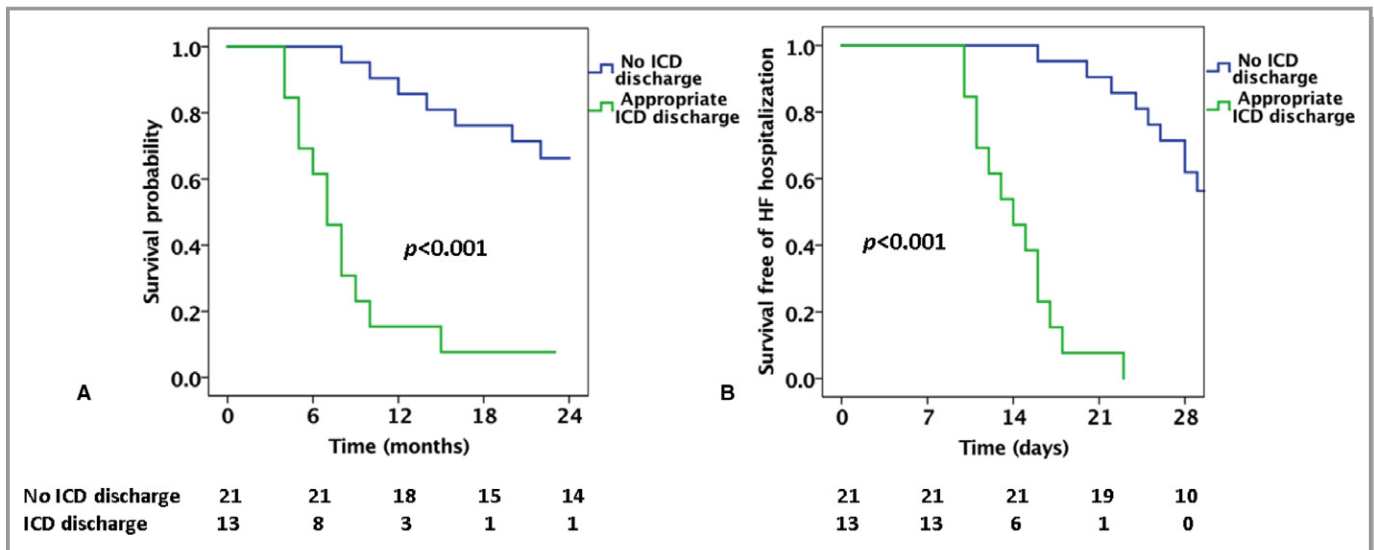 1.0
0.8
0.6
0.4
0.2
0.0
Survival probability
No ICD
discharge
Appropriate
ICD discharge
p<0.001
A
0 6 12 18 24
Time (months)
1.0
0.8
0.6
0.4
0.2
0.0
Survival free of HF hospitalization
No ICD
discharge
Appropriate
ICD discharge
p<0.001
B
0 7 14 21 28
Time (days)
No ICD discharge 21 21 18 15 14 21 21 21 19 10
ICD discharge 13 8 3 1 1 13 13 6 1 0